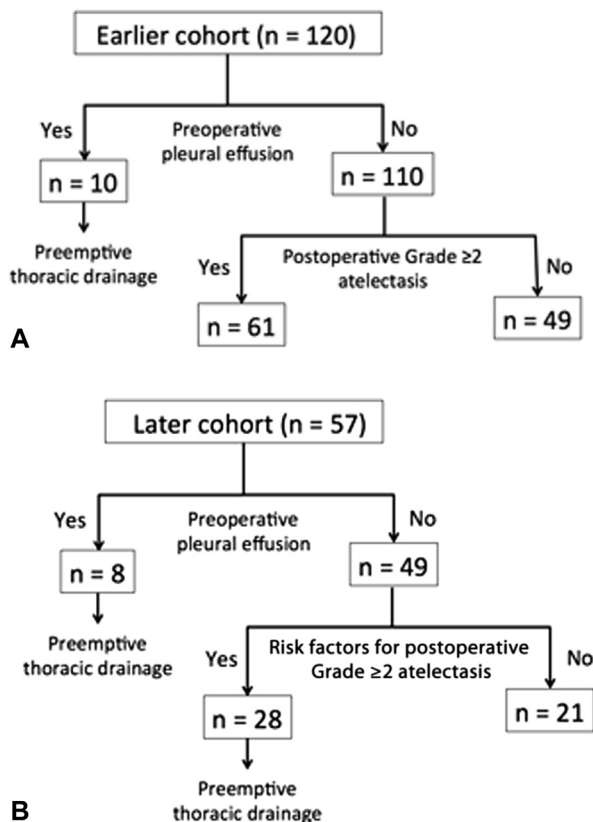 Earlier cohort (n = 120)
Yes
Preoperative
pleural effusion
No
n = 10
n = 110
Preemptive
thoracic drainage
Yes
Postoperative Grade ≥2
atelectasis
No
n = 61
n = 49
A
Later cohort (n = 57)
Yes
Preoperative
pleural effusion
No
n = 8
n = 49
Preemptive
thoracic drainage
Yes
Risk factors for postoperative
Grade ≥2 atelectasis
No
n = 28
n = 21
Preemptive
thoracic drainage
B